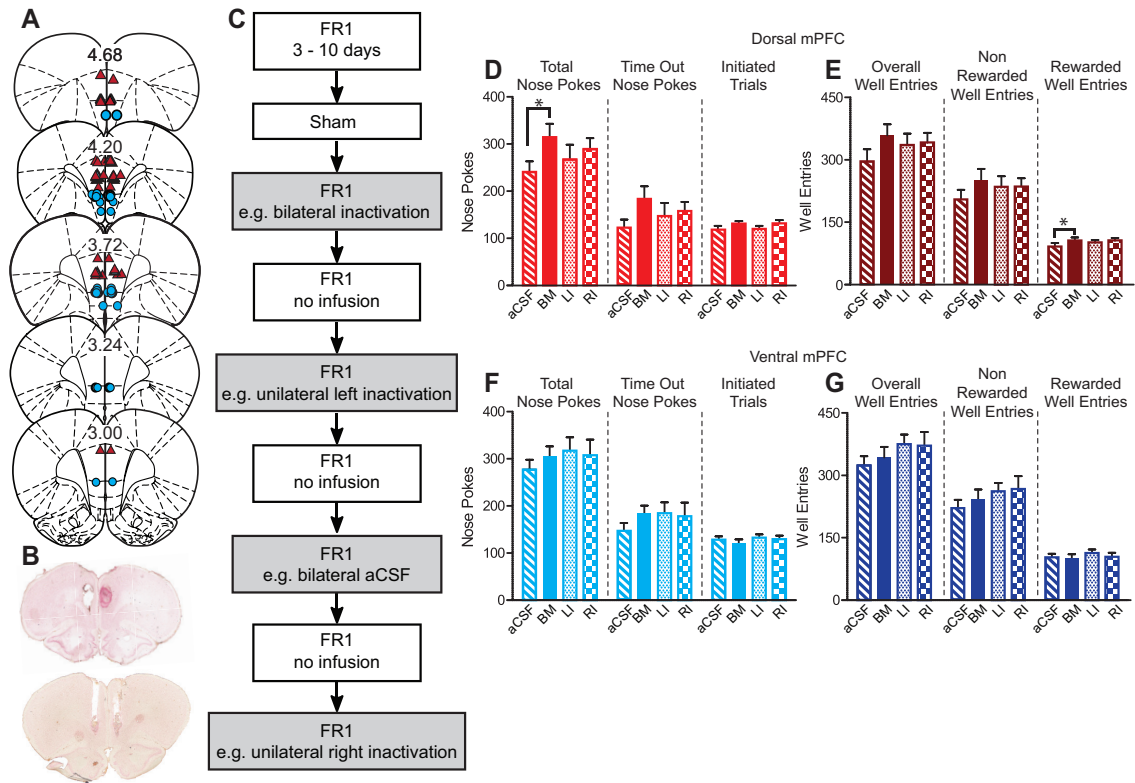 A
4.68
4.20
3.72
3.24
3.00
B
C
FR1
3 - 10 days
Sham
FR1
e.g. bilateral inactivation
FR1
no infusion
FR1
e.g. unilateral left inactivation
FR1
no infusion
FR1
e.g. bilateral aCSF
FR1
no infusion
FR1
e.g. unilateral right inactivation
Dorsal mPFC
D
Total
Nose Pokes
Time Out
Nose Pokes
Initiated
Trials
Nose Pokes
400
300
200
100
0
*
aCSF
BM
LI
RI
aCSF
BM
LI
RI
aCSF
BM
LI
RI
E
Overall
Well Entries
Non
Rewarded
Well Entries
Rewarded
Well Entries
Well Entries
450
300
150
0
*
aCSF
BM
LI
RI
aCSF
BM
LI
RI
aCSF
BM
LI
RI
Ventral mPFC
F
Total
Nose Pokes
Time Out
Nose Pokes
Initiated
Trials
Nose Pokes
400
300
200
100
0
aCSF
BM
LI
RI
aCSF
BM
LI
RI
aCSF
BM
LI
RI
G
Overall
Well Entries
Non
Rewarded
Well Entries
Rewarded
Well Entries
Well Entries
450
300
150
0
aCSF
BM
LI
RI
aCSF
BM
LI
RI
aCSF
BM
LI
RI